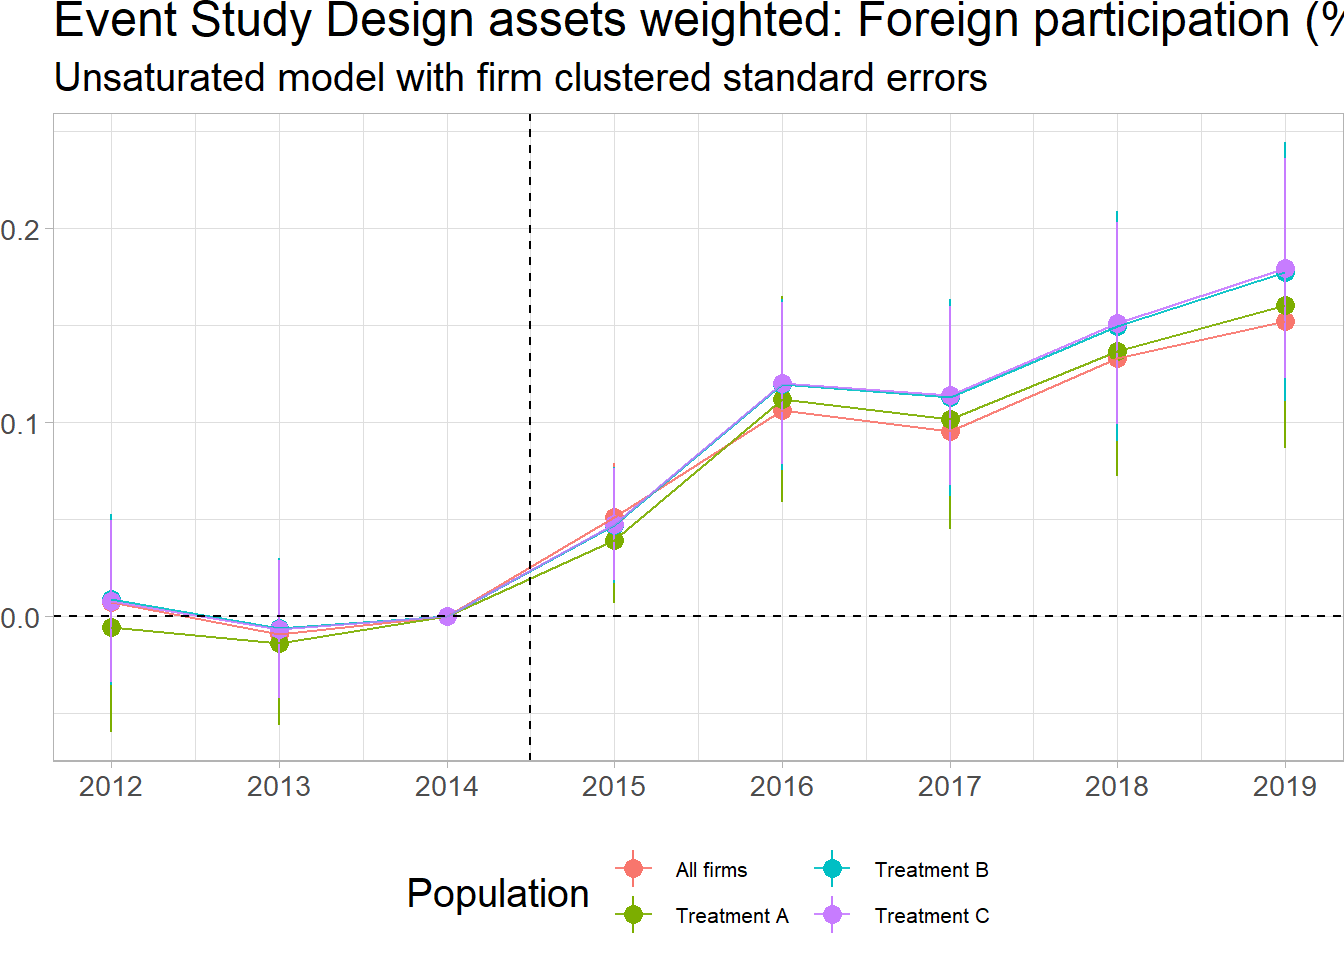 Event Study Design assets weighted: Foreign participation (%
Unsaturated model with firm clustered standard errors
0.2
0.1
0.0
2012 2013 2014 2015 2016 2017 2018 2019
Population
All firms
Treatment B
Treatment A
Treatment C